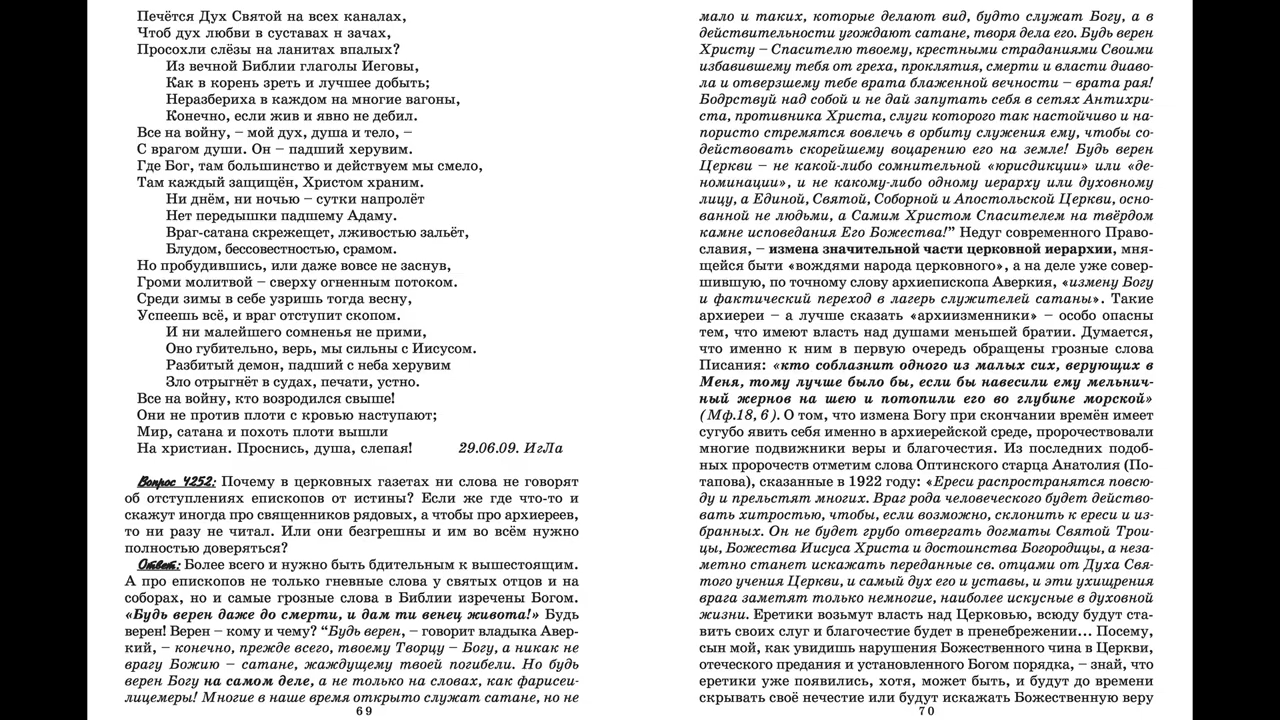 Печётся Дух Святой на всех каналах,
Чтоб дух любви в суставах н зачах,
Просохли слёзы на ланитах впалых?
Из вечной Библии глаголы Иеговы,
Как в корень зреть и лучшее добыть;
Неразбериха в каждом на многие вагоны,
Конечно, если жив и явно не дебил.
Все на войну, – мой дух, душа и тело, –
С врагом души. Он – падший херувим.
Где Бог, там большинство и действуем мы смело,
Там каждый защищён, Христом храним.
Ни днём, ни ночью – сутки напролёт
Нет передышки падшему Адаму.
Враг-сатана скрежещет, лживостью зальёт,
Блудом, бессовестностью, срамом.
Но пробудившись, или даже вовсе не заснув,
Громи молитвой – сверху огненным потоком.
Среди зимы в себе узришь тогда весну,
Успеешь всё, и враг отступит скопом.
И ни малейшего сомненья не прими,
Оно губительно, верь, мы сильны с Иисусом.
Разбитый демон, падший с неба херувим
Зло отрыгнёт в судах, печати, устно.
Все на войну, кто возродился свыше!
Они не против плоти с кровью наступают;
Мир, сатана и похоть плоти вышли
На христиан. Проснись, душа, слепая! 29.06.09. ИгЛа
Вопрос 4252: Почему в церковных газетах ни слова не говорят
об отступлениях епископов от истины? Если же где что-то и
скажут иногда про священников рядовых, а чтобы про архиереев,
то ни разу не читал. Или они безгрешны и им во всём нужно
полностью доверяться?
Ответ: Более всего и нужно быть бдительным к вышестоящим.
А про епископов не только гневные слова у святых отцов и на
соборах, но и самые грозные слова в Библии изречены Богом.
«Будь верен даже до смерти, и дам ти венец живота!» Будь
верен! Верен – кому и чему? “Будь верен, – говорит владыка Авер-
кий, – конечно, прежде всего, твоему Творцу – Богу, а никак не
врагу Божию – сатане, жаждущему твоей погибели. Но будь
верен Богу на самом деле, а не только на словах, как фарисеи-
лицемеры! Многие в наше время открыто служат сатане, но не
69
мало и таких, которые делают вид, будто служат Богу, а в
действительности угождают сатане, творя дела его. Будь верен
Христу – Спасителю твоему, крестными страданиями Своими
избавившему тебя от греха, проклятия, смерти и власти диаво-
ла и отверзшему тебе врата блаженной вечности – врата рая!
Бодрствуй над собой и не дай запутать себя в сетях Антихри-
ста, противника Христа, слуги которого так настойчиво и на-
пористо стремятся вовлечь в орбиту служения ему, чтобы со-
действовать скорейшему воцарению его на земле! Будь верен
Церкви – не какой-либо сомнительной «юрисдикции» или «де-
номинации», и не какому-либо одному иерарху или духовному
лицу, а Единой, Святой, Соборной и Апостольской Церкви, осно-
ванной не людьми, а Самим Христом Спасителем на твёрдом
камне исповедания Его Божества!” Недуг современного Право-
славия, – измена значительной части церковной иерархии, мня-
щейся быти «вождями народа церковного», а на деле уже совер-
шившую, по точному слову архиепископа Аверкия, «измену Богу
и фактический переход в лагерь служителей сатаны». Такие
архиереи – а лучше сказать «архиизменники» – особо опасны
тем, что имеют власть над душами меньшей братии. Думается,
что именно к ним в первую очередь обращены грозные слова
Писания: «кто соблазнит одного из малых сих, верующих в
Меня, тому лучше было бы, если бы навесили ему мельнич-
ный жернов на шею и потопили его во глубине морской»
(Мф.18, 6). О том, что измена Богу при скончании времён имеет
сугубо явить себя именно в архиерейской среде, пророчествовали
многие подвижники веры и благочестия. Из последних подоб-
ных пророчеств отметим слова Оптинского старца Анатолия (По-
тапова), сказанные в 1922 году: «Ереси распространятся повсю-
ду и прельстят многих. Враг рода человеческого будет действо-
вать хитростью, чтобы, если возможно, склонить к ереси и из-
бранных. Он не будет грубо отвергать догматы Святой Трои-
цы, Божества Иисуса Христа и достоинства Богородицы, а неза-
метно станет искажать переданные св. отцами от Духа Свя-
того учения Церкви, и самый дух его и уставы, и эти ухищрения
врага заметят только немногие, наиболее искусные в духовной
жизни. Еретики возьмут власть над Церковью, всюду будут ста-
вить своих слуг и благочестие будет в пренебрежении... Посему,
сын мой, как увидишь нарушения Божественного чина в Церкви,
отеческого предания и установленного Богом порядка, – знай, что
еретики уже появились, хотя, может быть, и будут до времени
скрывать своё нечестие или будут искажать Божественную веру
70